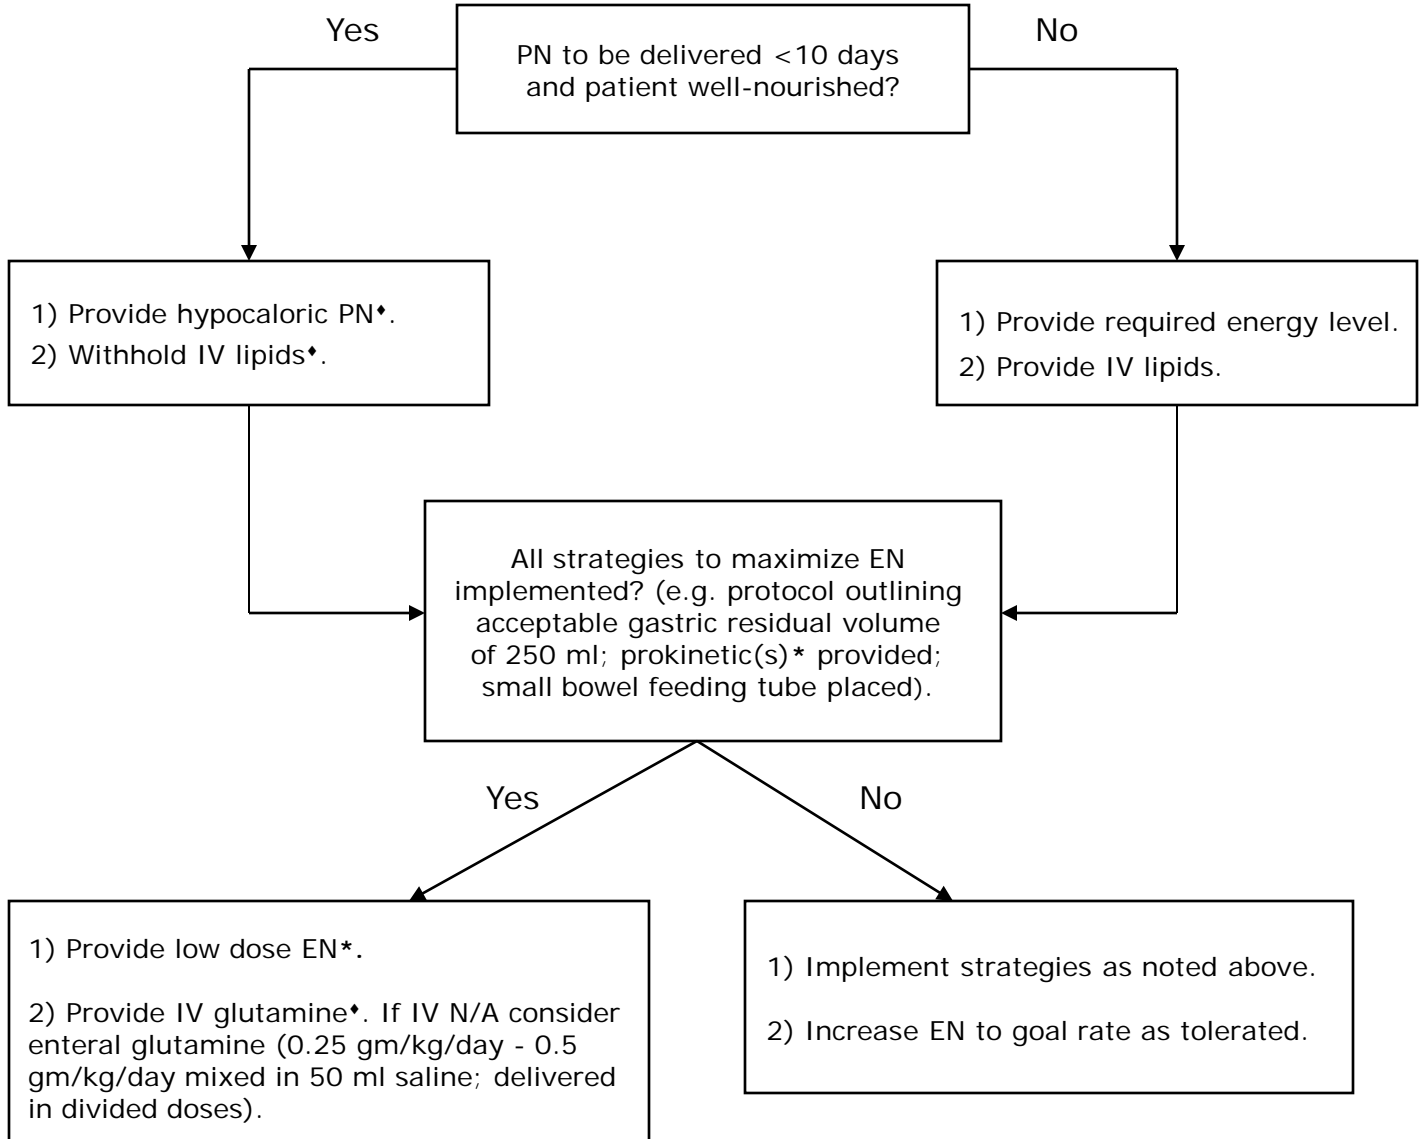 Yes
No
PN to be delivered <10 days
and patient well-nourished?
1) Provide hypocaloric PN♦.
2) Withhold IV lipids♦.
1) Provide required energy level.
2) Provide IV lipids.
All strategies to maximize EN
implemented? (e.g. protocol outlining
acceptable gastric residual volume
of 250 ml; prokinetic(s)* provided;
small bowel feeding tube placed).
Yes
No
1) Provide low dose EN*.
2) Provide IV glutamine♦. If IV N/A consider
enteral glutamine (0.25 gm/kg/day - 0.5
gm/kg/day mixed in 50 ml saline; delivered
in divided doses).
1) Implement strategies as noted above.
2) Increase EN to goal rate as tolerated.